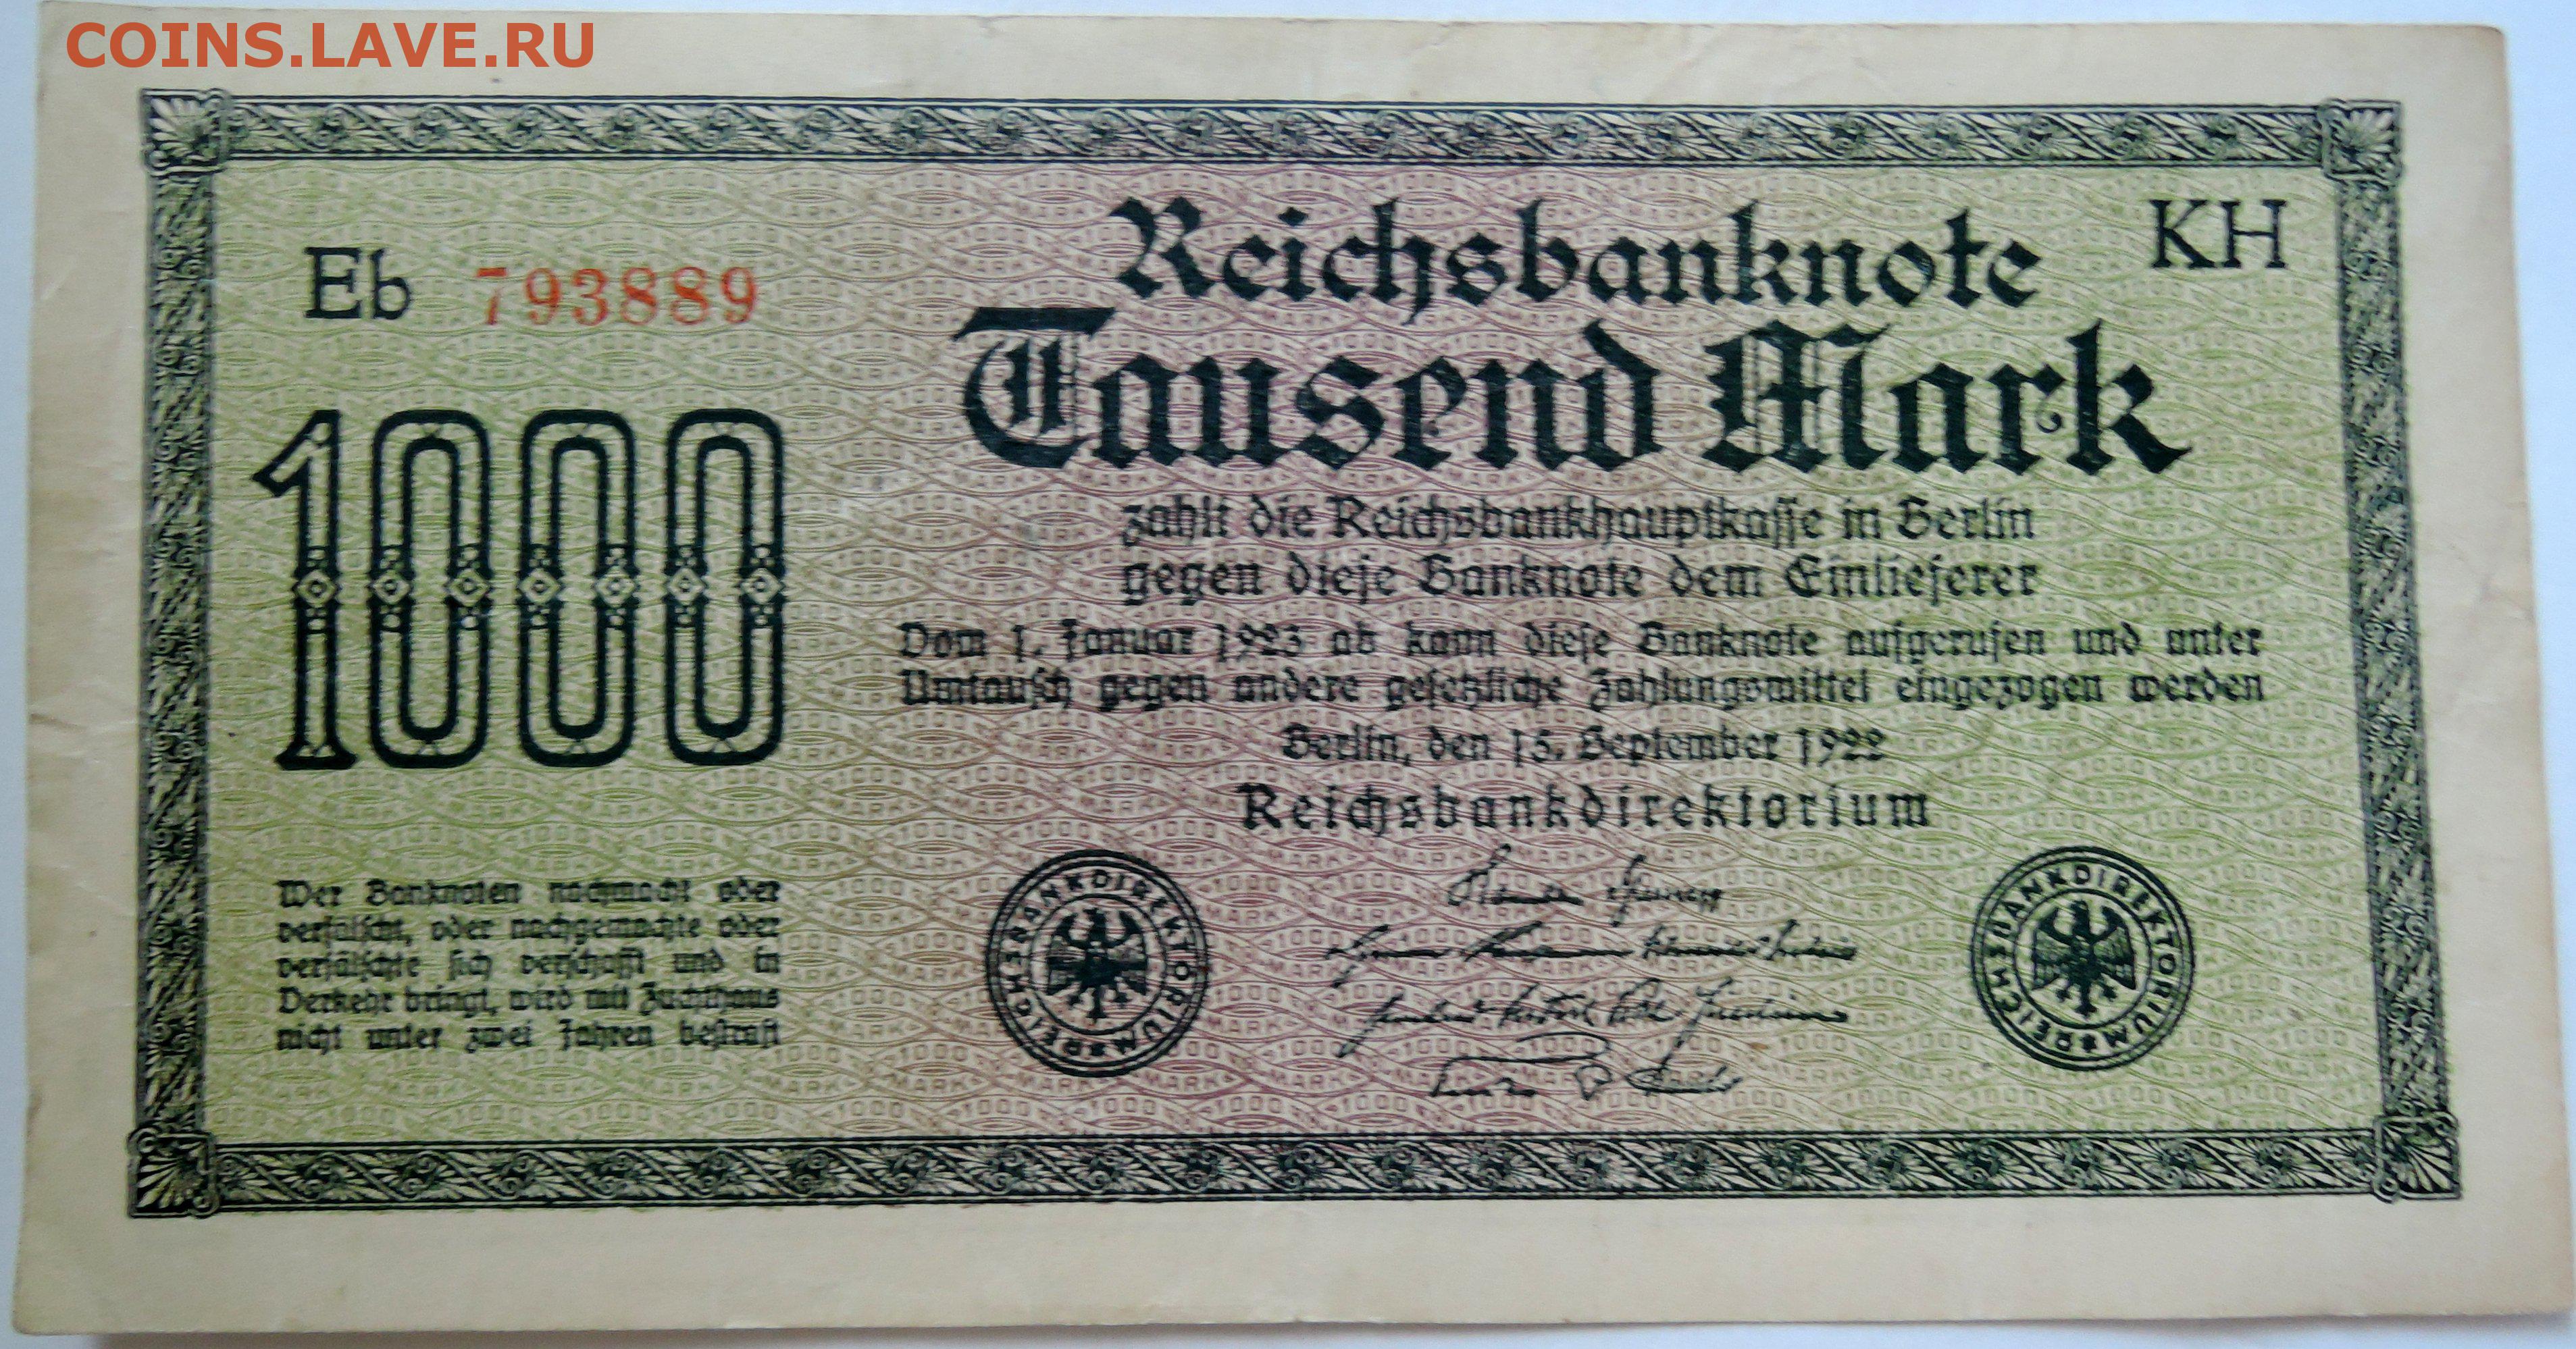 COINS.LAVE.RU
Eb 793889
KH
Reichsbanknote
Tausend Mark
1000
zahlt die Reichsbankhauptkasse in Berlin
gegen diese Banknote dem Einlieferer
Vom 1. Januar 1923 ab kann diese Banknote aufgerufen und unter
Umtausch gegen andere gesetzliche Zahlungsmittel eingezogen werden
Berlin, den 15. September 1922
Reichsbankdirektorium
Wer Banknoten nachmacht oder
verfälscht, oder nachgemachte oder
verfälschte sich verschafft und in
Verkehr bringt, wird mit Zuchthaus
nicht unter zwei Jahren bestraft
REICHSBANKDIREKTORIUM
REICHSBANKDIREKTORIUM